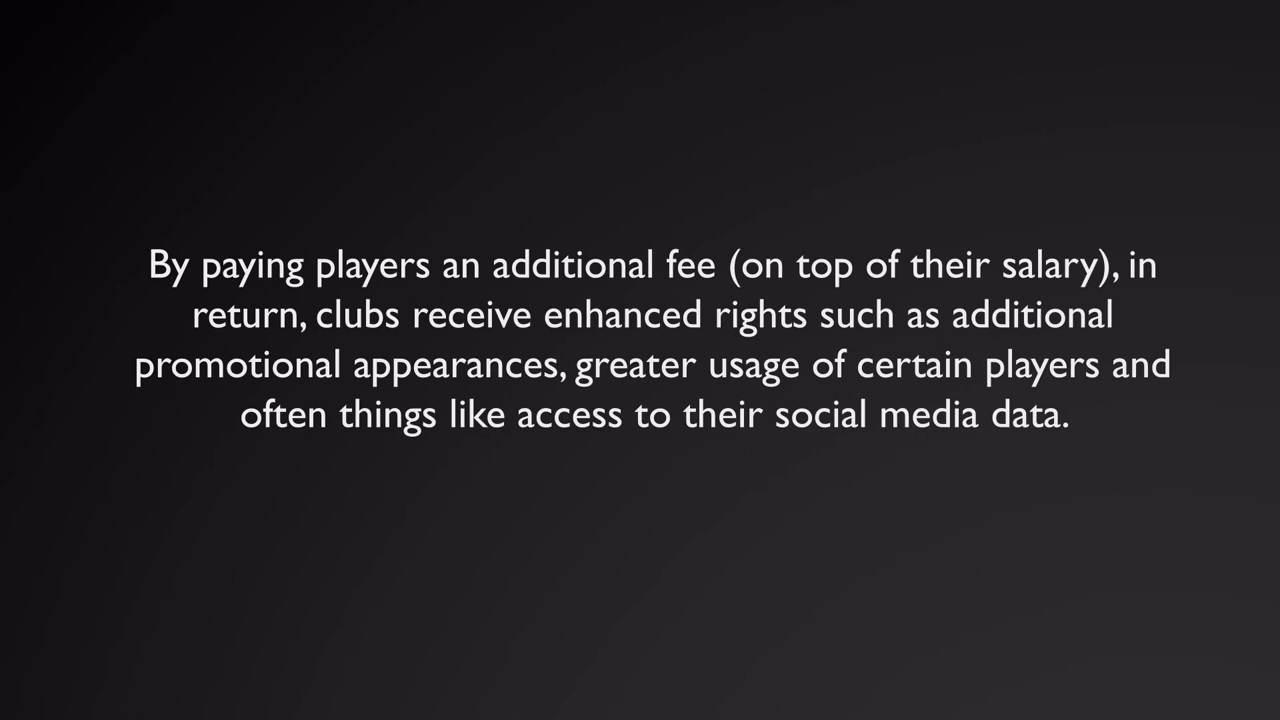 By paying players an additional fee (on top of their salary), in
return, clubs receive enhanced rights such as additional
promotional appearances, greater usage of certain players and
often things like access to their social media data.